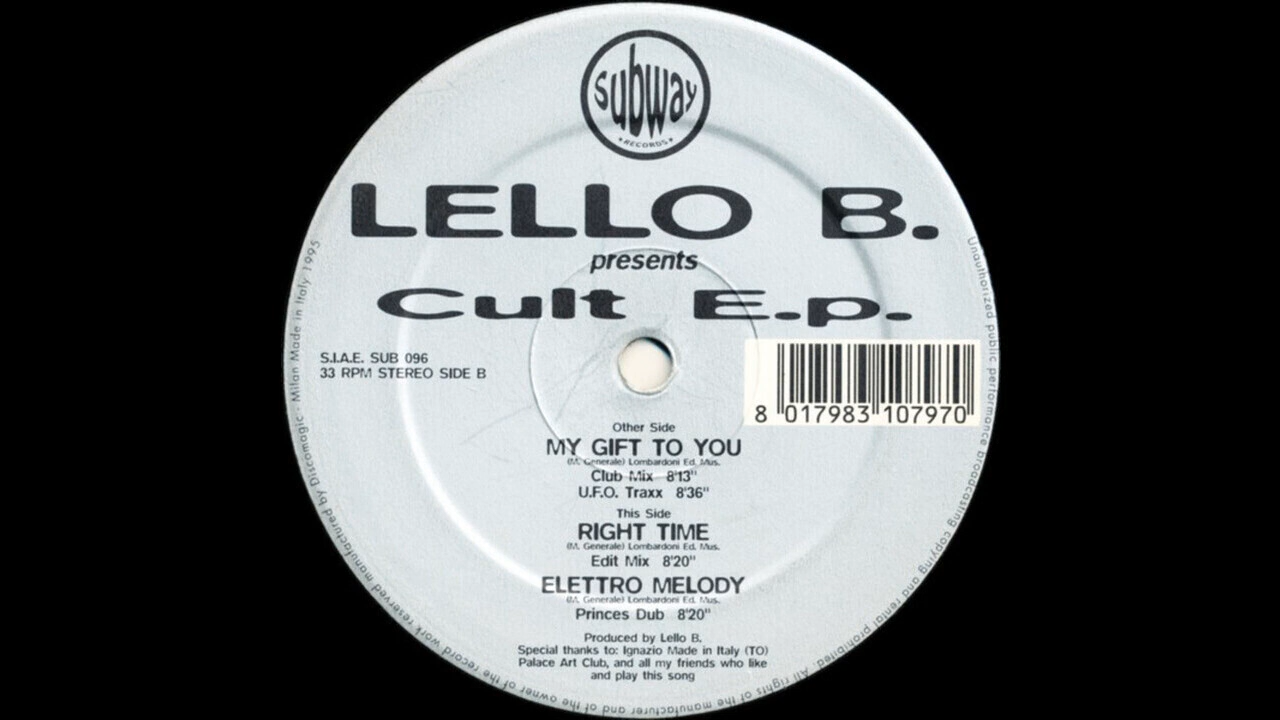 subway
RECORDS
LELLO B.
presents
Cult E.p.
S.I.A.E. SUB 096
33 RPM STEREO SIDE B
8 017983 107970
Other Side
MY GIFT TO YOU
(M. Generale) Lombardoni Ed. Mus.
Club Mix 8'13"
U.F.O. Traxx 8'36"
This Side
RIGHT TIME
(M. Generale) Lombardoni Ed. Mus.
Edit Mix 8'20"
ELETTRO MELODY
(M. Generale) Lombardoni Ed. Mus.
Princes Dub 8'20"
Produced by Lello B.
Special thanks to: Ignazio Made in Italy (TO)
Palace Art Club, and all my friends who like
and play this song
Unauthorized public performance broadcasting copying and rental prohibited. All rights of the manufacturer and of the owner of the record work reserved manufactured by Discomagic - Milan Made in Italy 1995